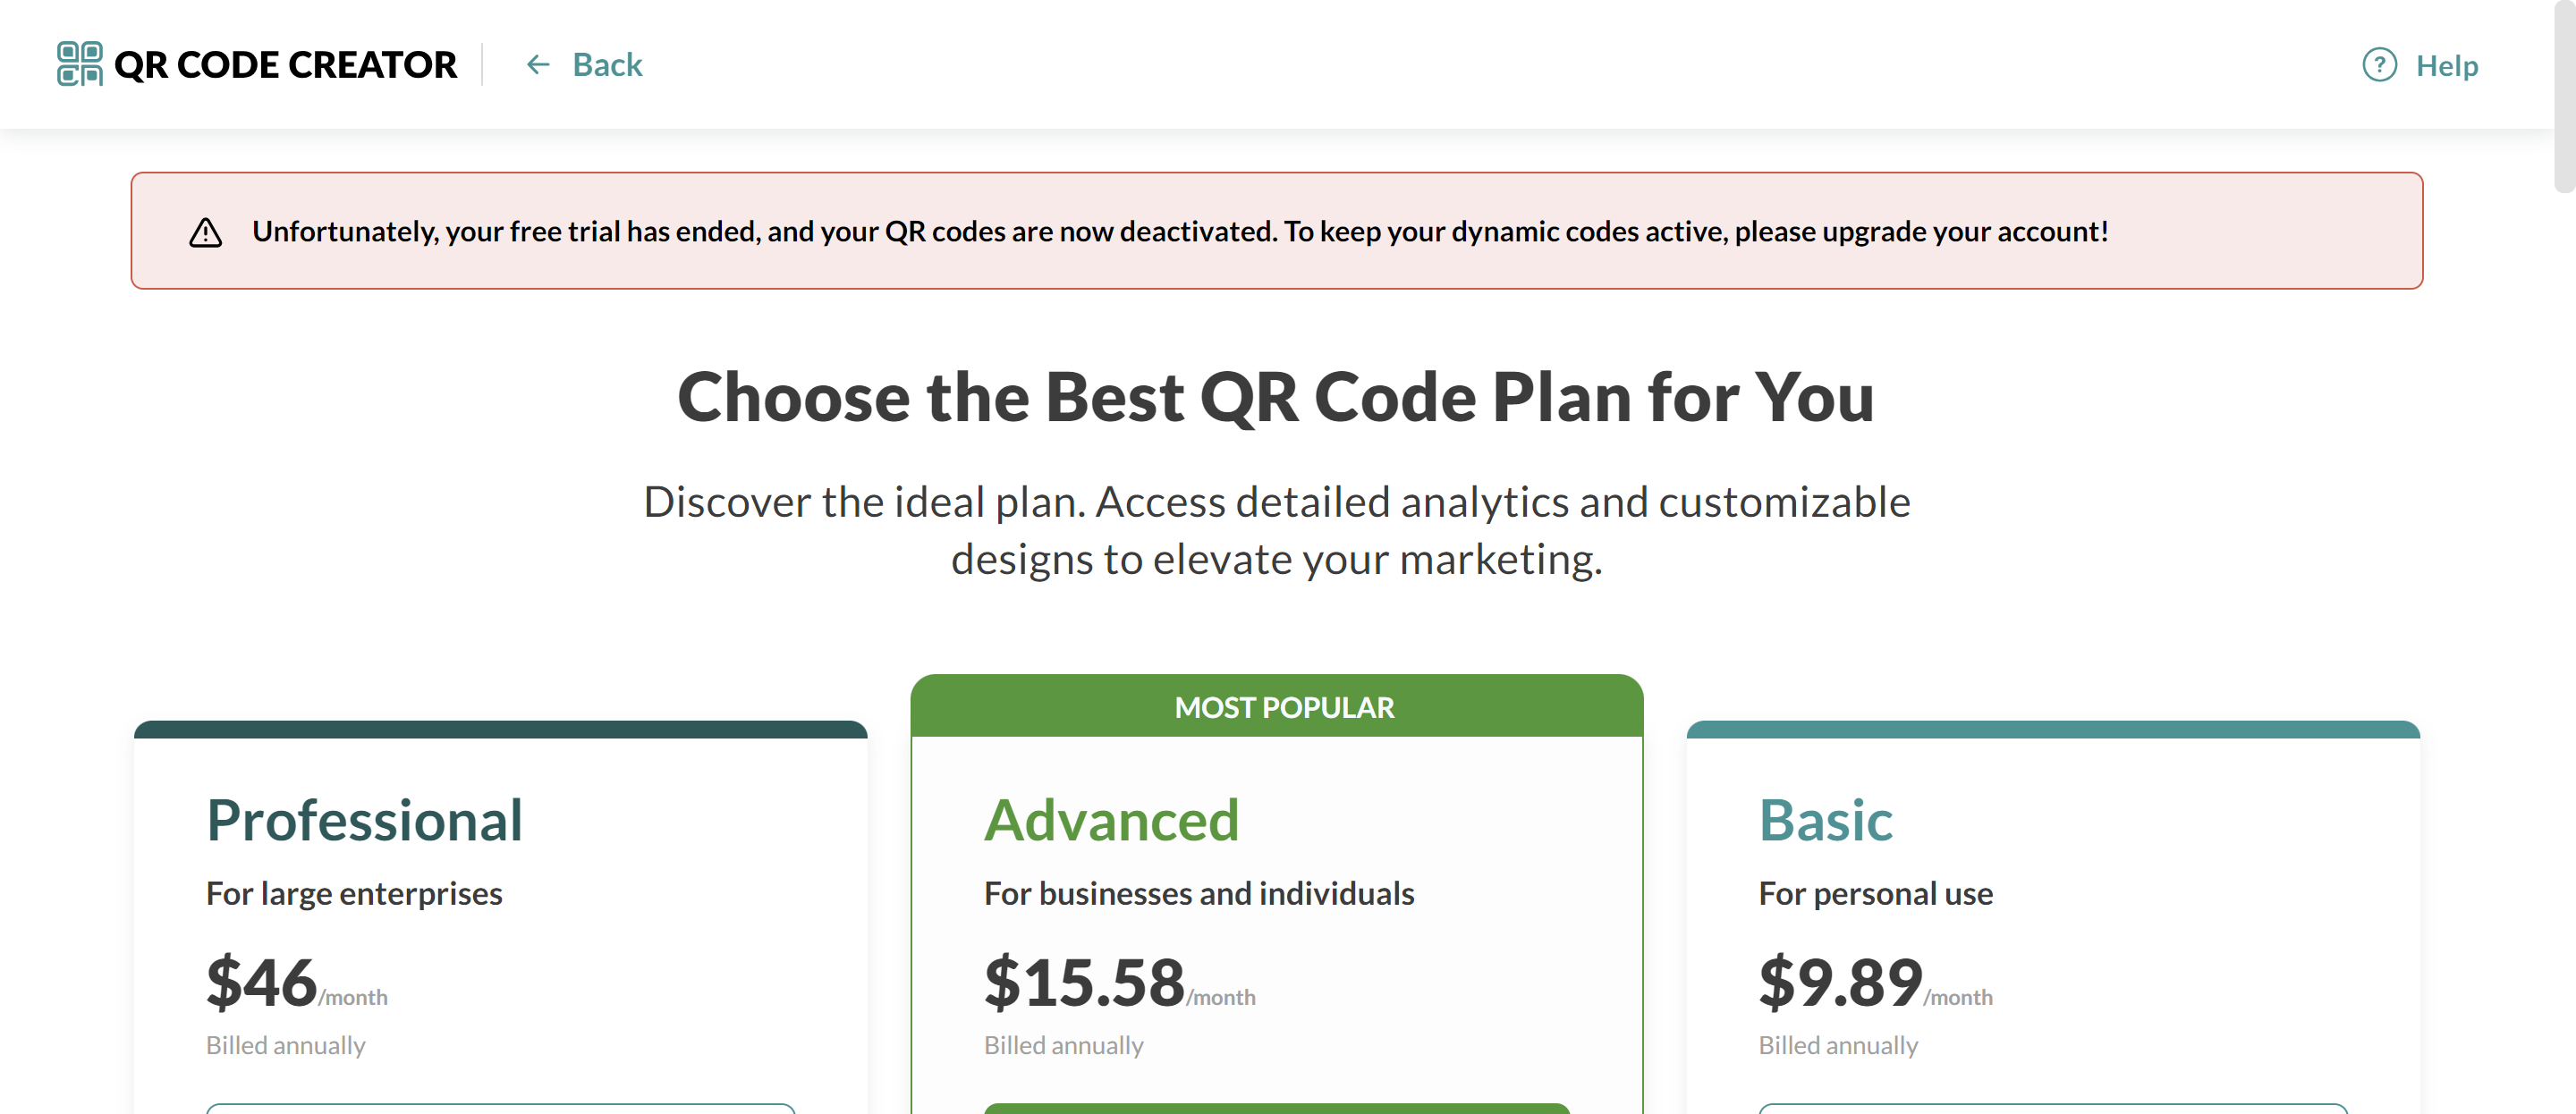 QR CODE CREATOR
← Back
? Help
Unfortunately, your free trial has ended, and your QR codes are now deactivated. To keep your dynamic codes active, please upgrade your account!
Choose the Best QR Code Plan for You
Discover the ideal plan. Access detailed analytics and customizable
designs to elevate your marketing.
Professional
For large enterprises
$46/month
Billed annually
MOST POPULAR
Advanced
For businesses and individuals
$15.58/month
Billed annually
Basic
For personal use
$9.89/month
Billed annually